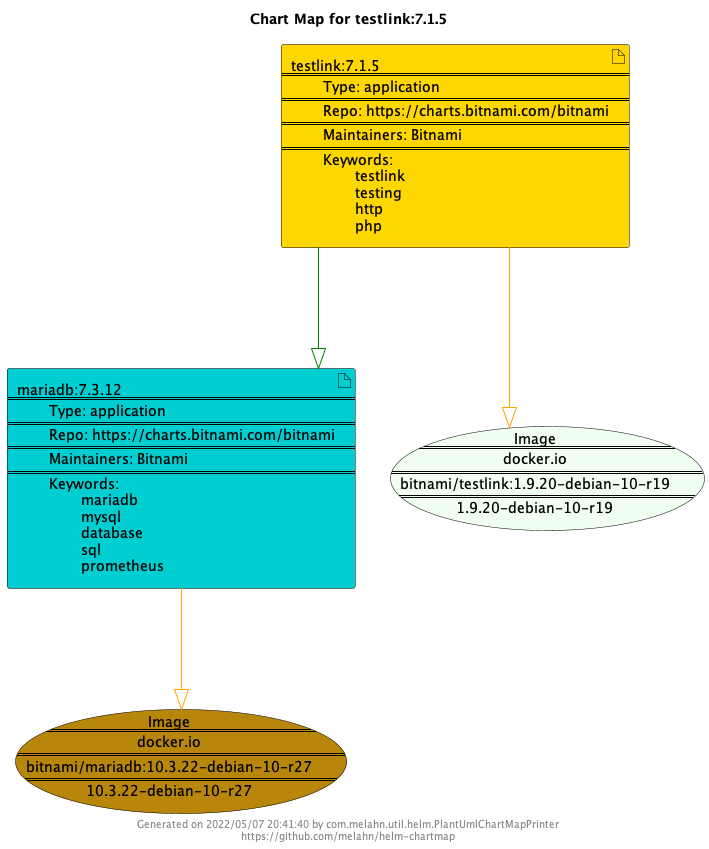 Chart Map for testlink:7.1.5
testlink:7.1.5
Type: application
Repo: https://charts.bitnami.com/bitnami
Maintainers: Bitnami
Keywords:
testlink
testing
http
php
mariadb:7.3.12
Type: application
Repo: https://charts.bitnami.com/bitnami
Maintainers: Bitnami
Keywords:
mariadb
mysql
database
sql
prometheus
Image
docker.io
bitnami/testlink:1.9.20-debian-10-r19
1.9.20-debian-10-r19
Image
docker.io
bitnami/mariadb:10.3.22-debian-10-r27
10.3.22-debian-10-r27
Generated on 2022/05/07 20:41:40 by com.melahn.util.helm.PlantUmlChartMapPrinter
https://github.com/melahn/helm-chartmap